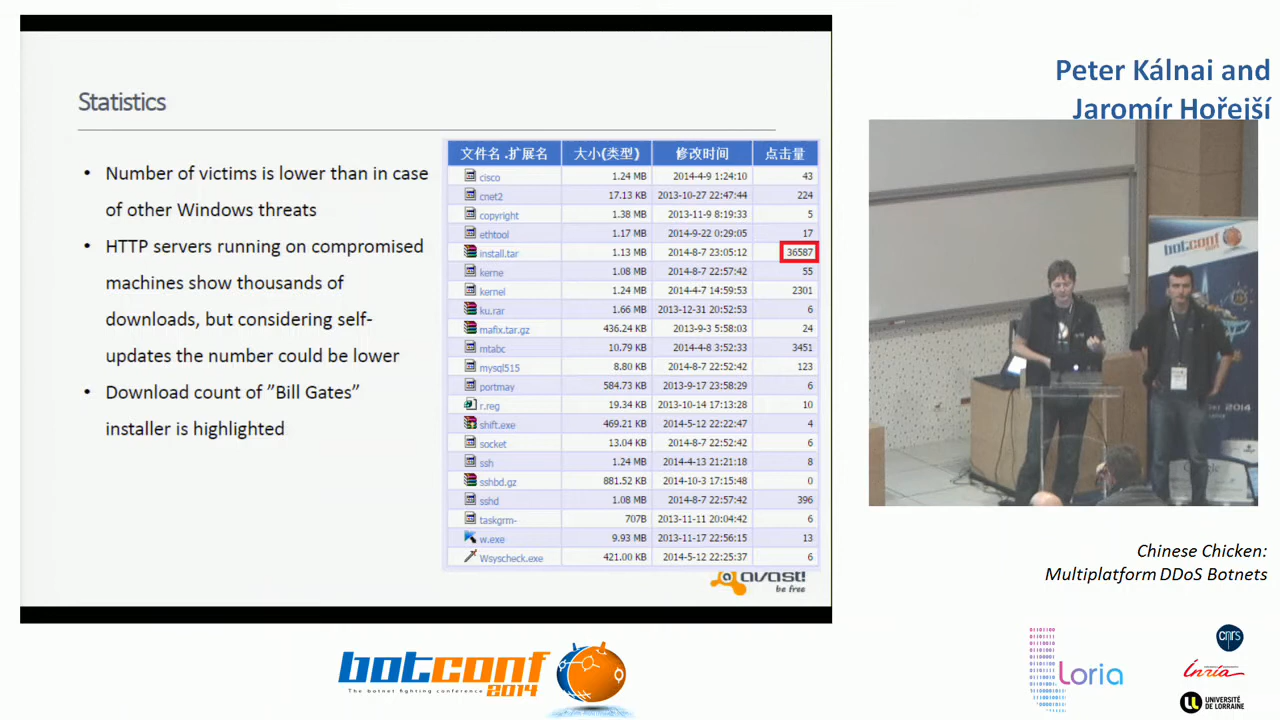 Peter Kálnai and
Jaromír Hořejší
Statistics
• Number of victims is lower than in case
of other Windows threats
• HTTP servers running on compromised
machines show thousands of
downloads, but considering self-
updates the number could be lower
• Download count of ”Bill Gates”
installer is highlighted
文件名 .扩展名 大小(类型) 修改时间 点击量
cisco 1.24 MB 2014-4-9 1:24:10 43
cnet2 17.13 KB 2013-10-27 22:47:44 224
copyright 1.38 MB 2013-11-9 8:19:33 5
ethtool 1.17 MB 2014-9-22 0:29:05 17
install.tar 1.13 MB 2014-8-7 23:05:12 36587
kerne 1.08 MB 2014-8-7 22:57:42 55
kernel 1.24 MB 2014-4-7 14:59:53 2301
ku.rar 1.66 MB 2013-12-31 20:52:53 6
mafix.tar.gz 436.24 KB 2013-9-3 5:58:03 24
mtabc 10.79 KB 2014-4-8 3:52:33 3451
mysql515 8.80 KB 2014-8-7 22:52:42 123
portmay 584.73 KB 2013-9-17 23:58:29 6
r.reg 19.34 KB 2013-10-14 17:13:28 10
shift.exe 469.21 KB 2014-5-12 22:22:47 4
socket 13.04 KB 2014-8-7 22:52:42 6
ssh 1.24 MB 2014-4-13 21:21:18 8
sshbd.gz 881.52 KB 2014-10-3 17:15:48 0
sshd 1.08 MB 2014-8-7 22:57:42 396
taskgrm- 707B 2013-11-11 20:04:42 6
w.exe 9.93 MB 2013-11-17 22:56:15 13
Wsyscheck.exe 421.00 KB 2014-5-12 22:25:37 6
avast!
be free
botconf
Chinese Chicken:
Multiplatform DDoS Botnets
botconf
2014
The botnet fighting conference
Loria
cnrs
Inria
UNIVERSITÉ
DE LORRAINE